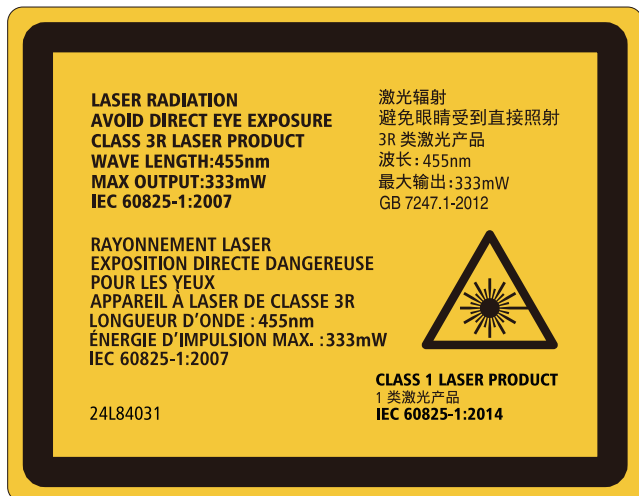 LASER RADIATION
AVOID DIRECT EYE EXPOSURE
CLASS 3R LASER PRODUCT
WAVE LENGTH:455nm
MAX OUTPUT:333mW
IEC 60825-1:2007
激光辐射
避免眼睛受到直接照射
3R 类激光产品
波长:455nm
最大输出:333mW
GB 7247.1-2012
RAYONNEMENT LASER
EXPOSITION DIRECTE DANGEREUSE
POUR LES YEUX
APPAREIL À LASER DE CLASSE 3R
LONGUEUR D'ONDE : 455nm
ÉNERGIE D'IMPULSION MAX. : 333mW
IEC 60825-1:2007
24L84031
CLASS 1 LASER PRODUCT
1 类激光产品
IEC 60825-1:2014